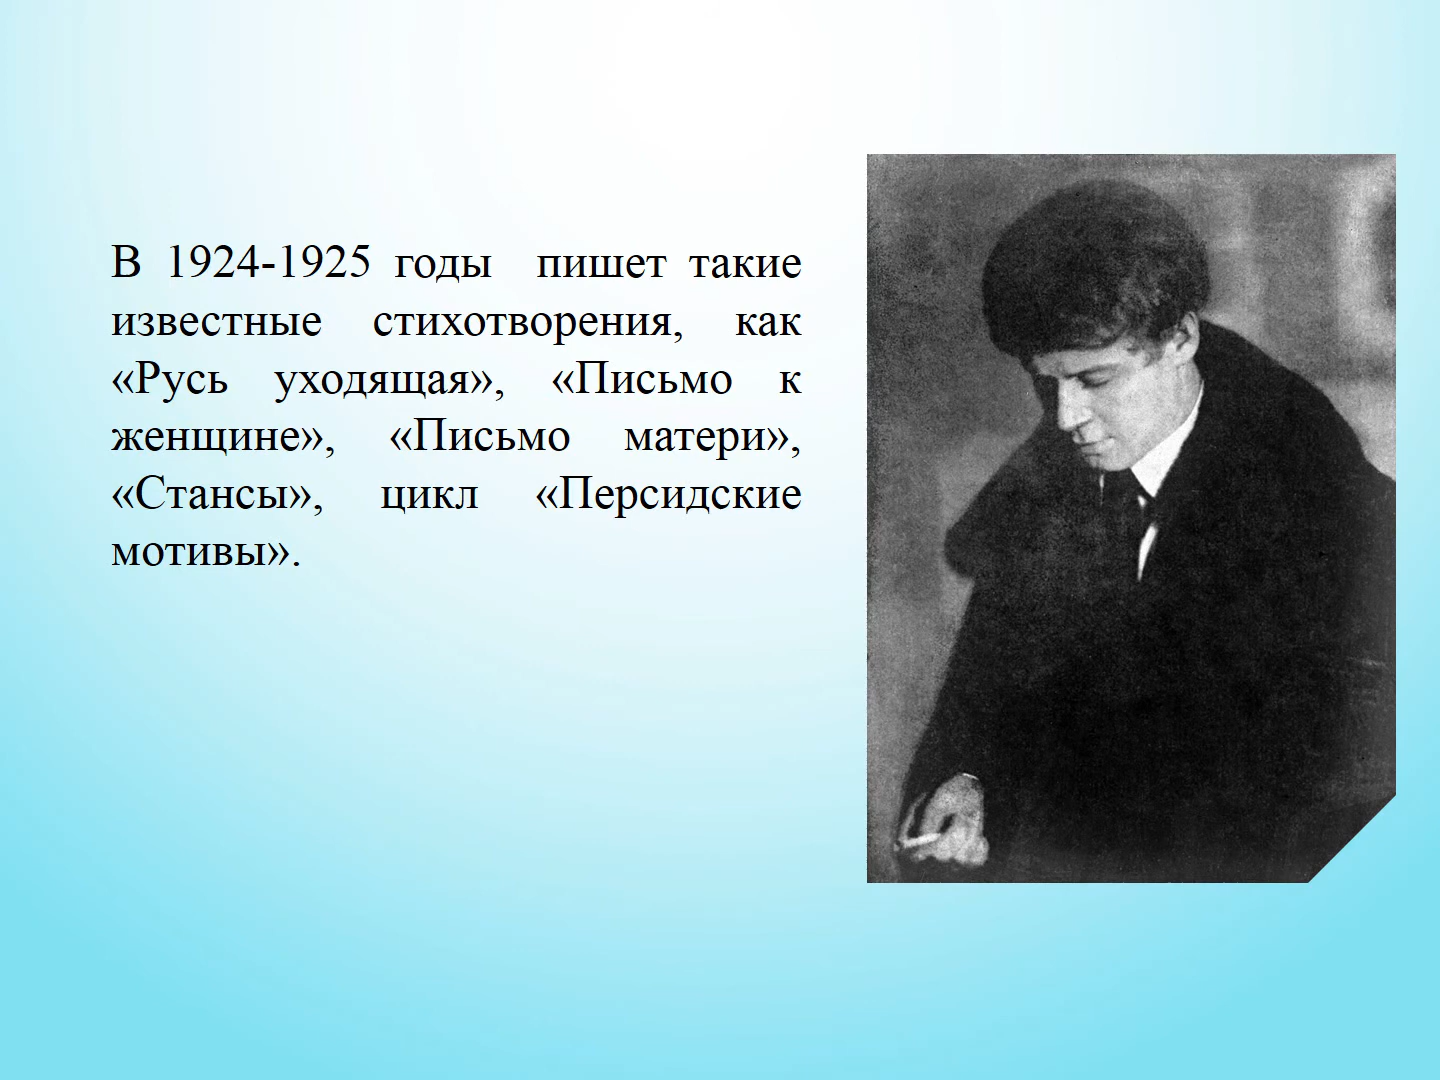 В 1924-1925 годы пишет такие
известные стихотворения, как
«Русь уходящая», «Письмо к
женщине», «Письмо матери»,
«Стансы», цикл «Персидские
мотивы».